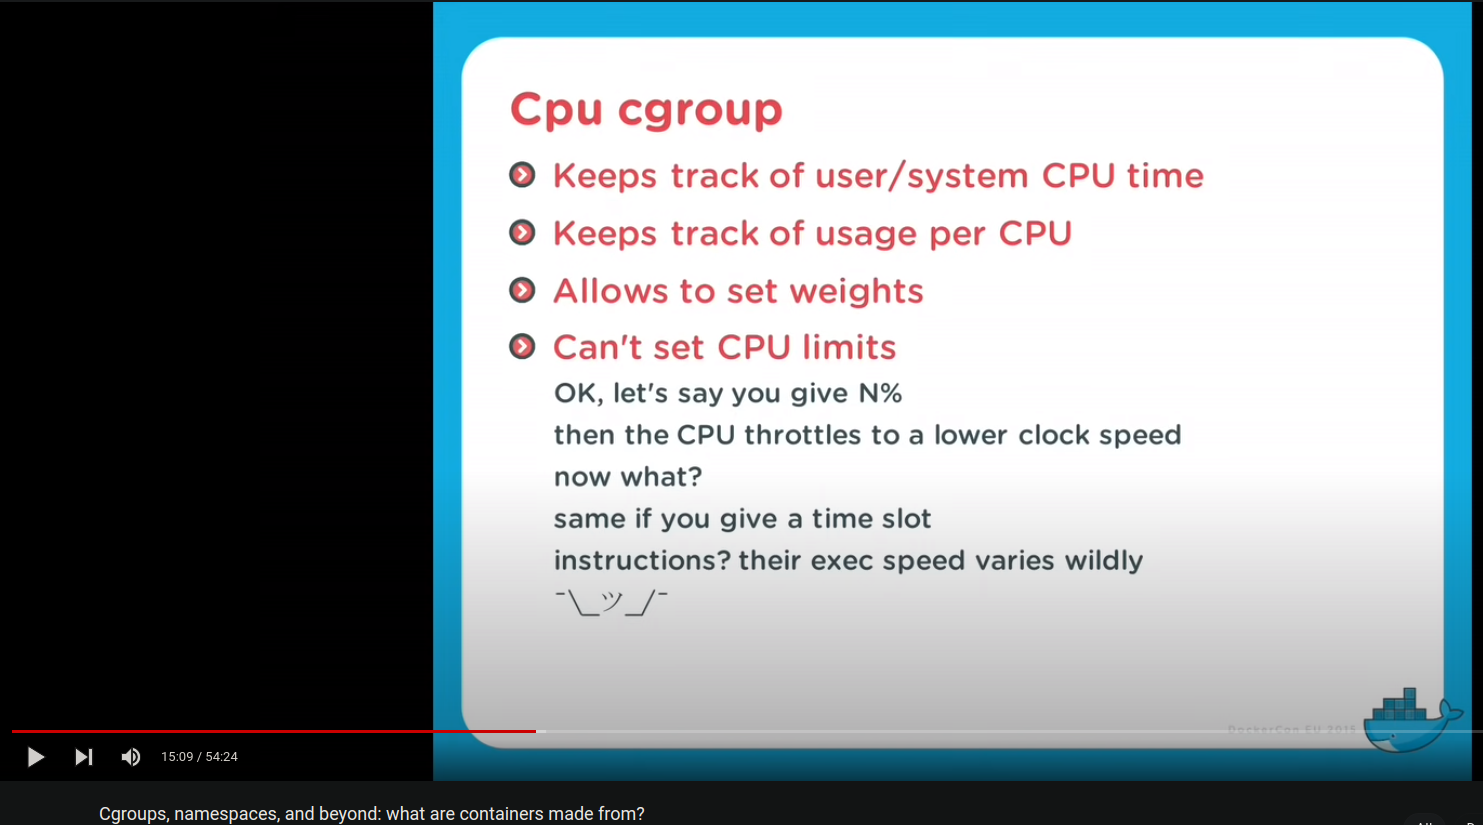 Cpu cgroup
Keeps track of user/system CPU time
Keeps track of usage per CPU
Allows to set weights
Can't set CPU limits
OK, let's say you give N%
then the CPU throttles to a lower clock speed
now what?
same if you give a time slot
instructions? their exec speed varies wildly
¯\_ツ_/¯
DockerCon EU 2015
15:09 / 54:24
Cgroups, namespaces, and beyond: what are containers made from?